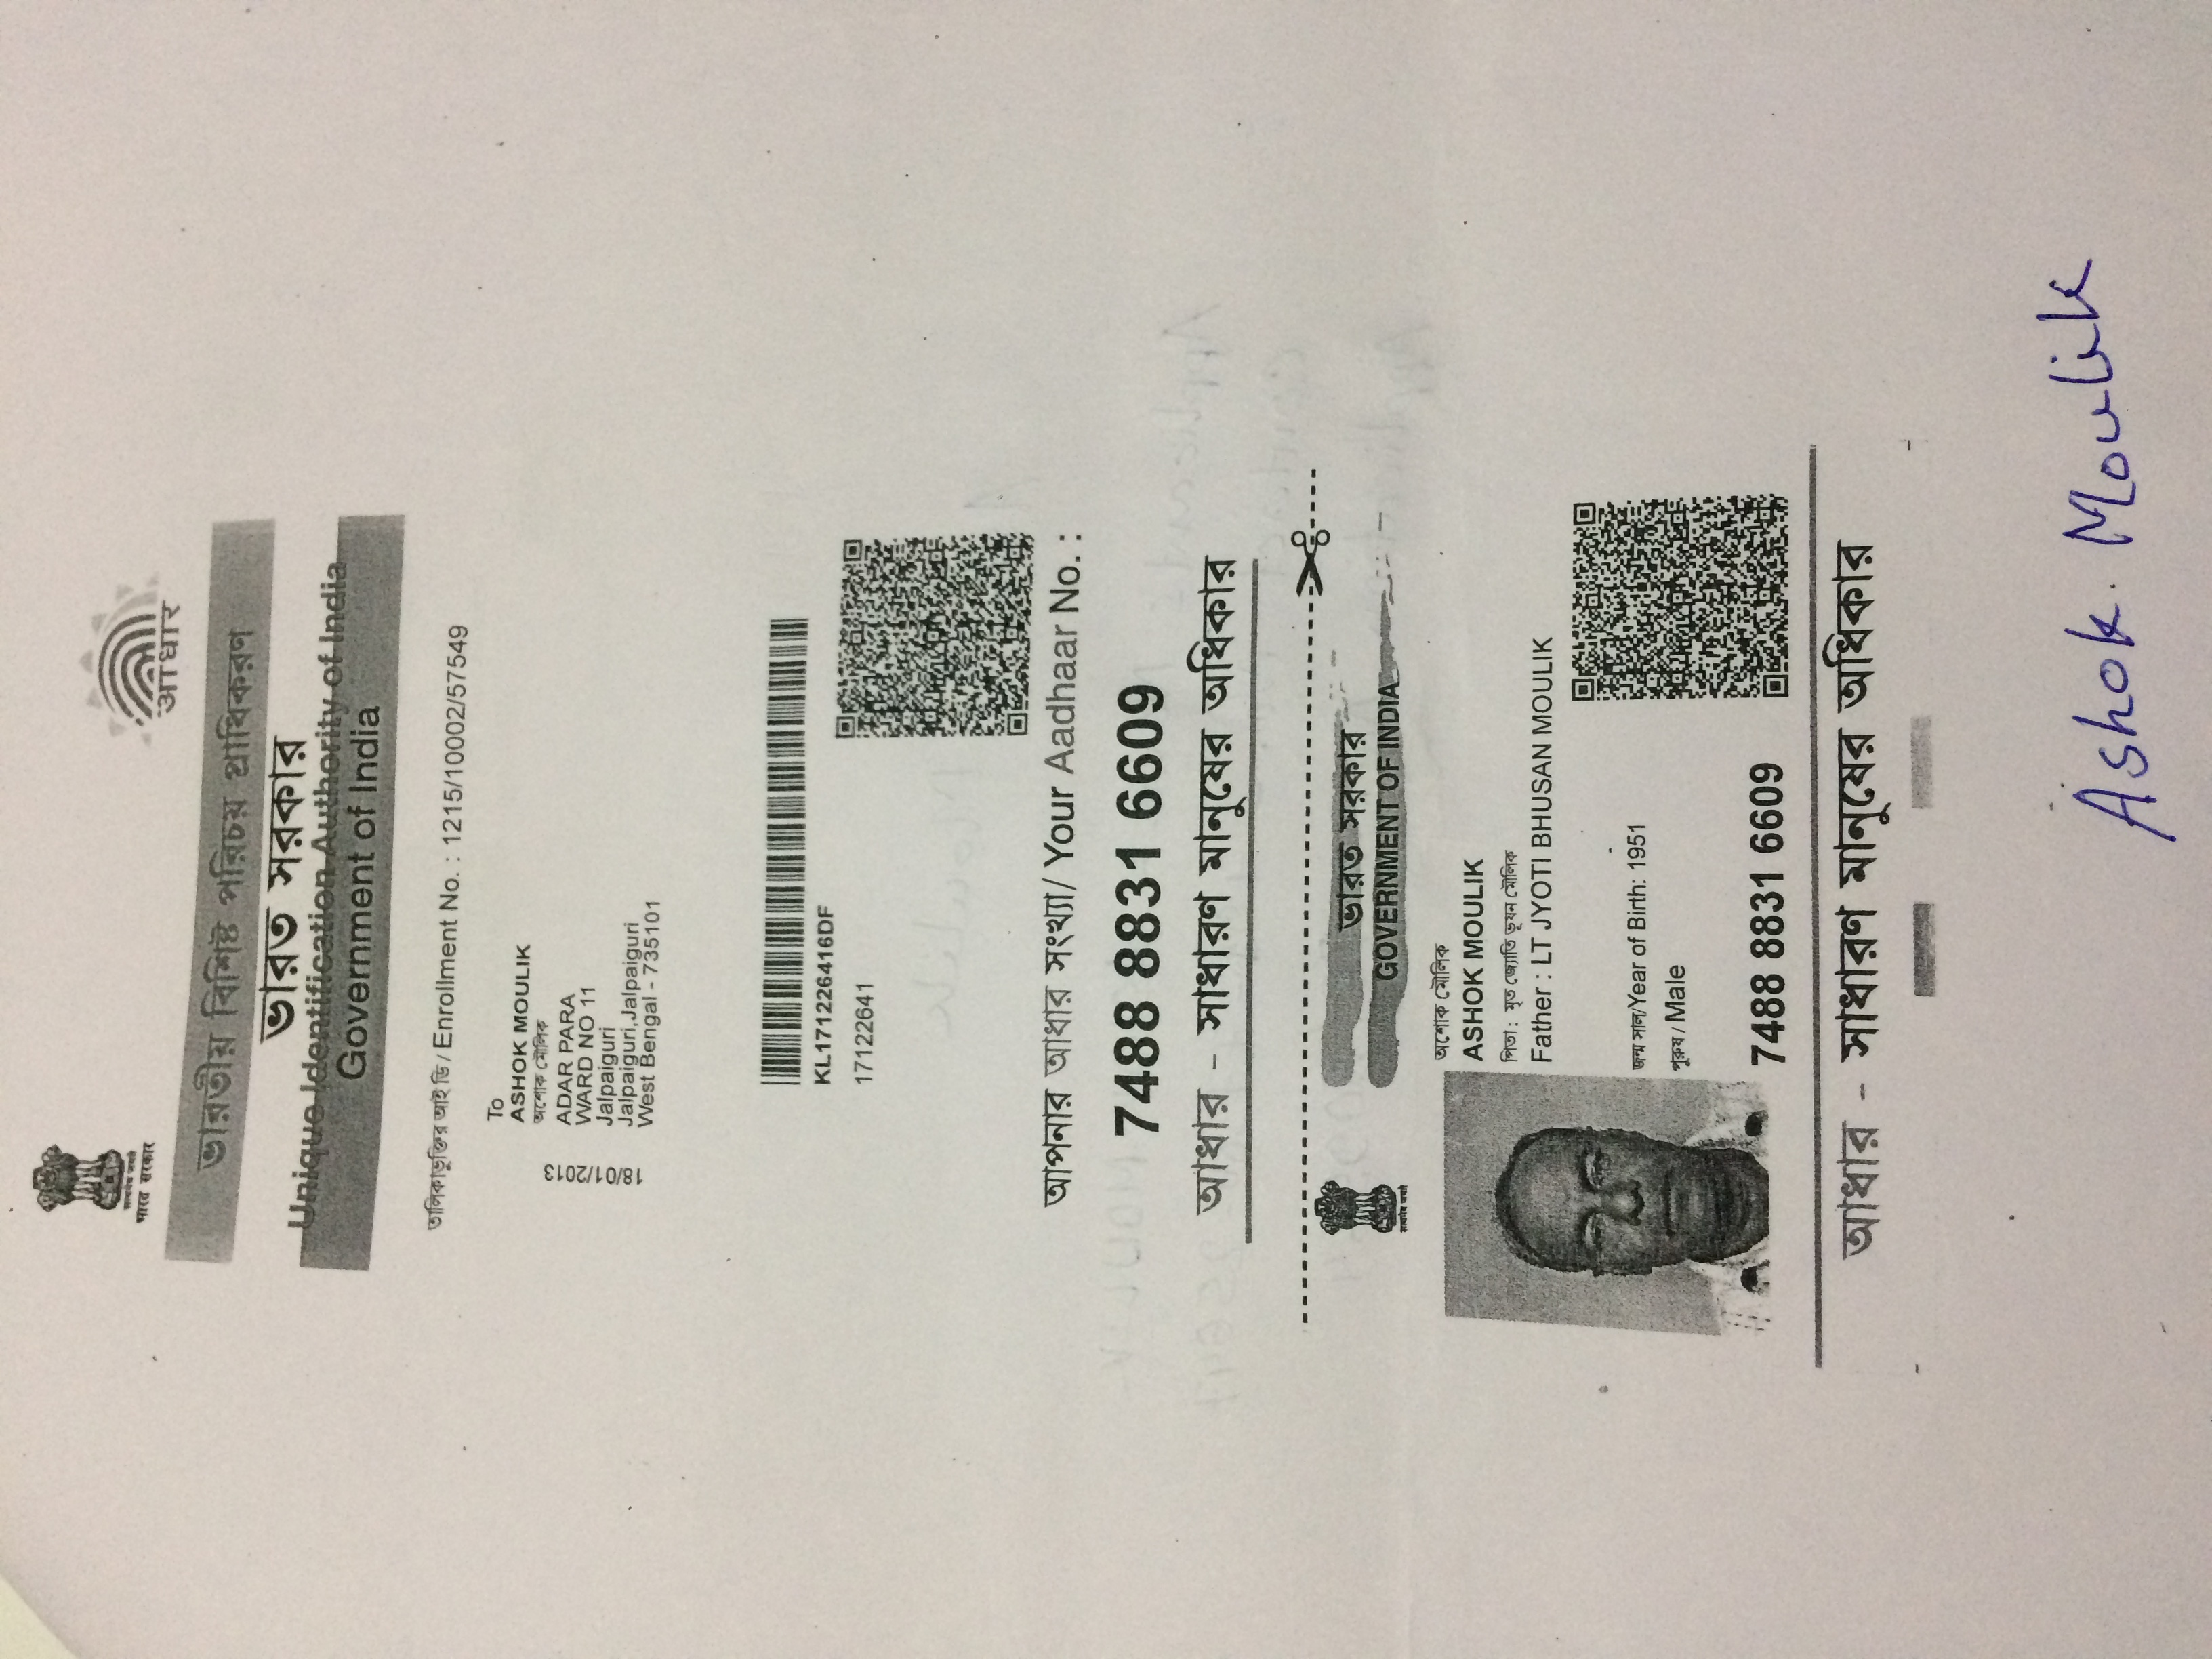 सत्यमेव जयते
भारत सरकार
आधार
ভারতীয় বিশিষ্ট পরিচয় প্রাধিকরণ
ভারত সরকার
Unique Identification Authority of India
Government of India
তালিকাভুক্তির আই ডি / Enrollment No. : 1215/10002/57549
18/01/2013
To
ASHOK MOULIK
অশোক মৌলিক
ADAR PARA
WARD NO 11
Jalpaiguri
Jalpaiguri,Jalpaiguri
West Bengal - 735101
KL171226416DF
17122641
আপনার আধার সংখ্যা/ Your Aadhaar No. :
7488 8831 6609
আধার - সাধারণ মানুষের অধিকার
सत्यमेव जयते
ভারত সরকার
GOVERNMENT OF INDIA
অশোক মৌলিক
ASHOK MOULIK
পিতা : মৃত জ্যোতি ভূষন মৌলিক
Father : LT JYOTI BHUSAN MOULIK
জন্ম সাল/Year of Birth: 1951
পুরুষ / Male
7488 8831 6609
আধার - সাধারণ মানুষের অধিকার
Ashok. Moulik